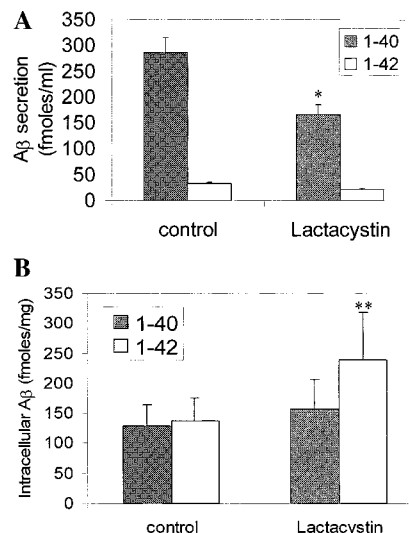 A
Aβ secretion
(fmoles/ml)
350
300
250
200
150
100
50
0
1-40
1-42
*
control
Lactacystin
B
Intracellular Aβ (fmoles/mg)
350
300
250
200
150
100
50
0
1-40
1-42
**
control
Lactacystin